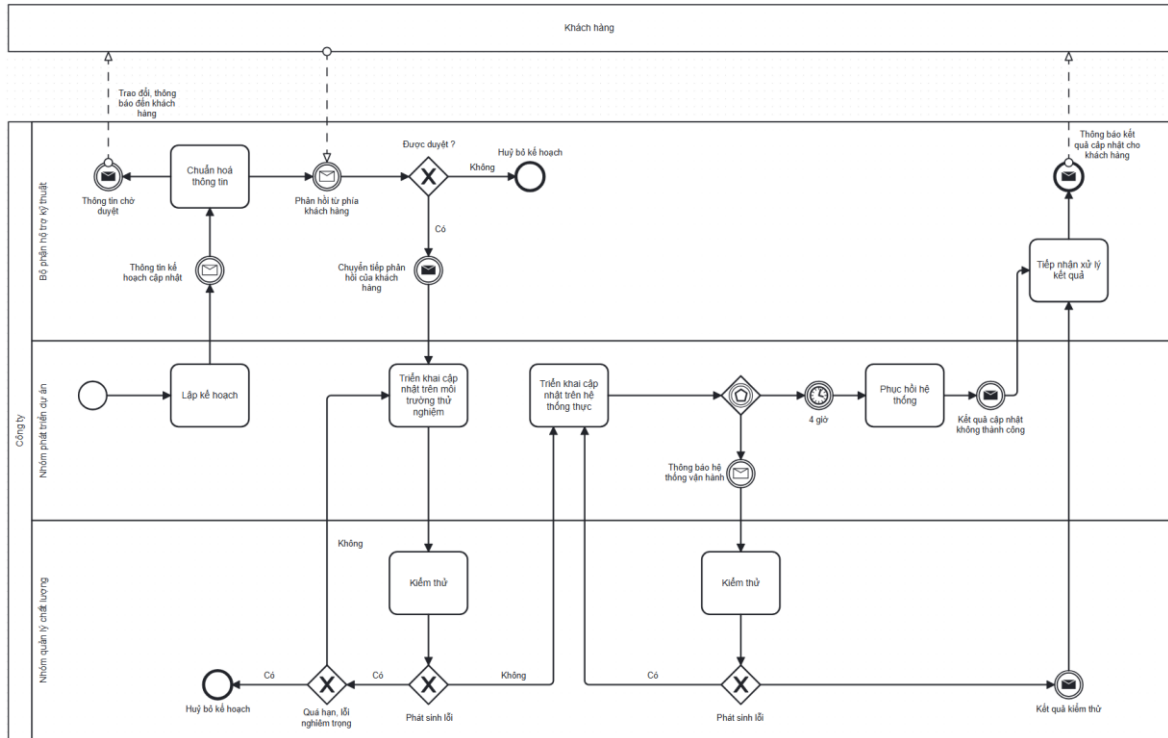 Khách hàng
Trao đổi, thông
báo đến khách
hàng
Công ty
Bộ phận hộ trợ kỹ thuật
Thông tin chờ
duyệt
Chuẩn hoá
thông tin
Thông tin kế
hoạch cập nhật
Phản hồi từ phía
khách hàng
Được duyệt ?
Không
Huỷ bỏ kế hoạch
Có
Chuyển tiếp phản
hồi của khách
hàng
Thông báo kết
quả cập nhật cho
khách hàng
Tiếp nhận xử lý
kết quả
Nhóm phát triển dự án
Lập kế hoạch
Triển khai cập
nhật trên môi
trường thử
nghiệm
Triển khai cập
nhật trên hệ
thống thực
4 giờ
Phục hồi hệ
thống
Kết quả cập nhật
không thành công
Thông báo hệ
thống vận hành
Nhóm quản lý chất lượng
Không
Kiểm thử
Kiểm thử
Có
Huỷ bỏ kế hoạch
Quá hạn, lỗi
nghiêm trọng
Có
Phát sinh lỗi
Không
Có
Phát sinh lỗi
Kết quả kiểm thử